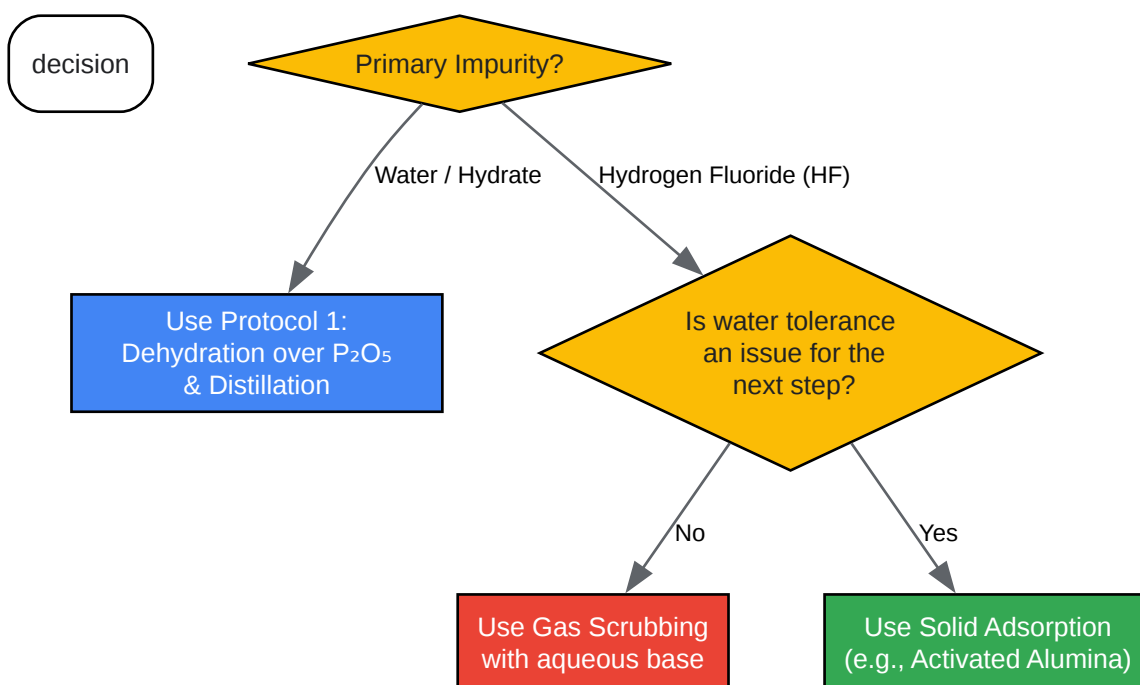 decision
Primary Impurity?
Water / Hydrate
Hydrogen Fluoride (HF)
Use Protocol 1:
Dehydration over P₂O₅
& Distillation
Is water tolerance
an issue for the
next step?
No
Yes
Use Gas Scrubbing
with aqueous base
Use Solid Adsorption
(e.g., Activated Alumina)